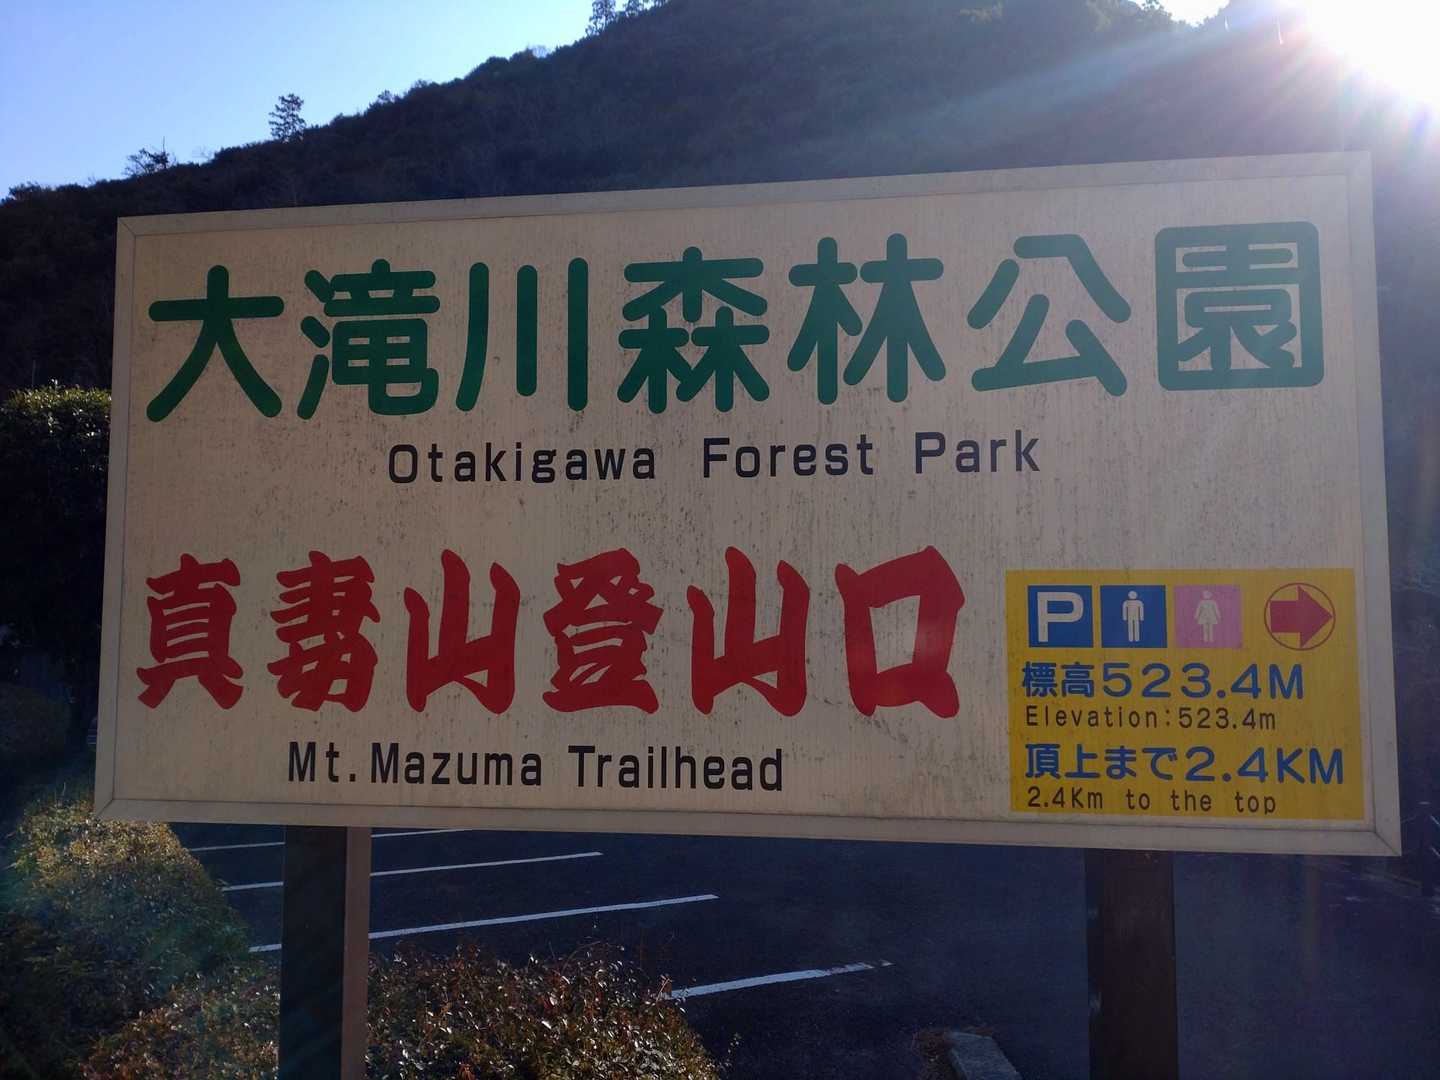 大滝川森林公園
Otakigawa Forest Park
真妻山登山口
Mt. Mazuma Trailhead
P
標高523.4M
Elevation:523.4m
頂上まで2.4KM
2.4Km to the top